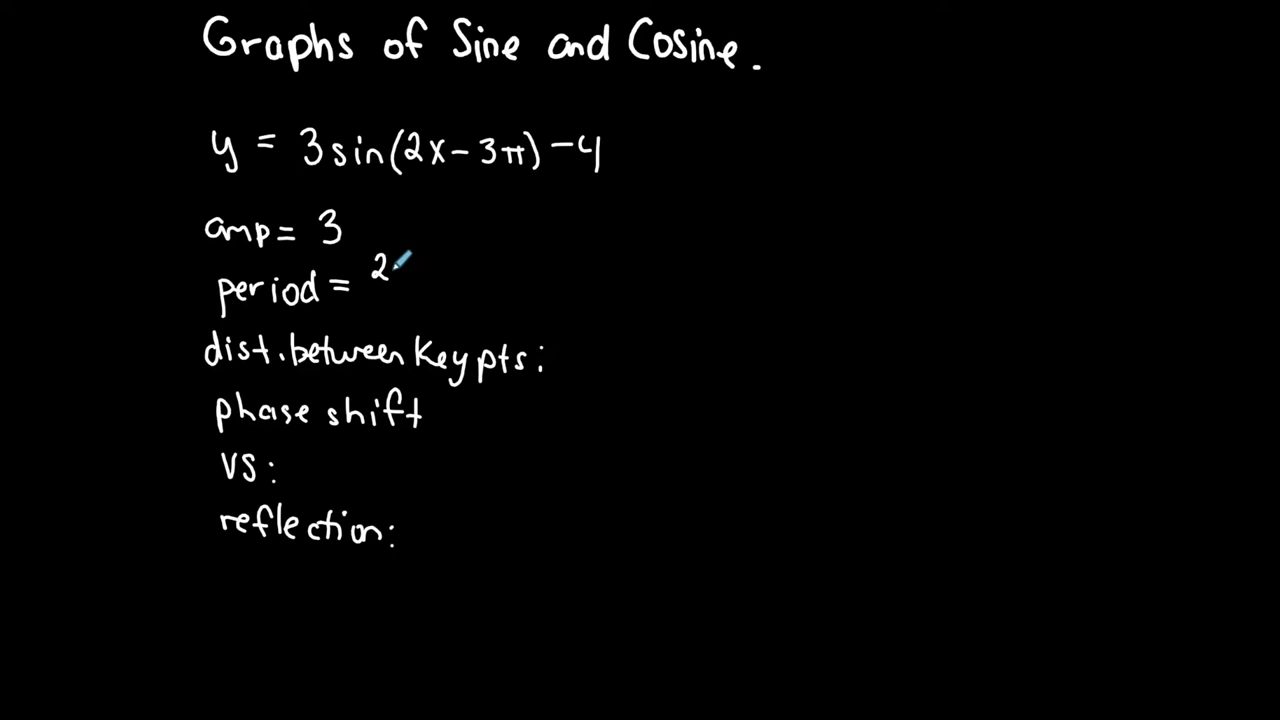 Graphs of Sine and Cosine.
y = 3sin(2x-3π)-4
amp= 3
period= 2
dist.between Key pts:
phase shift
VS:
reflection: